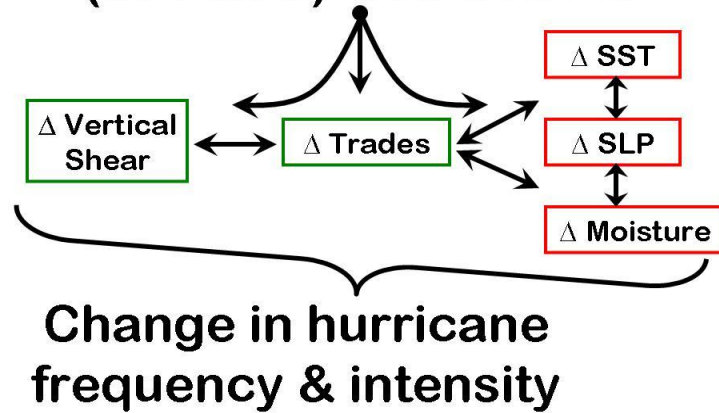 Δ SST
Δ Vertical
Shear
Δ Trades
Δ SLP
Δ Moisture
Change in hurricane
frequency & intensity